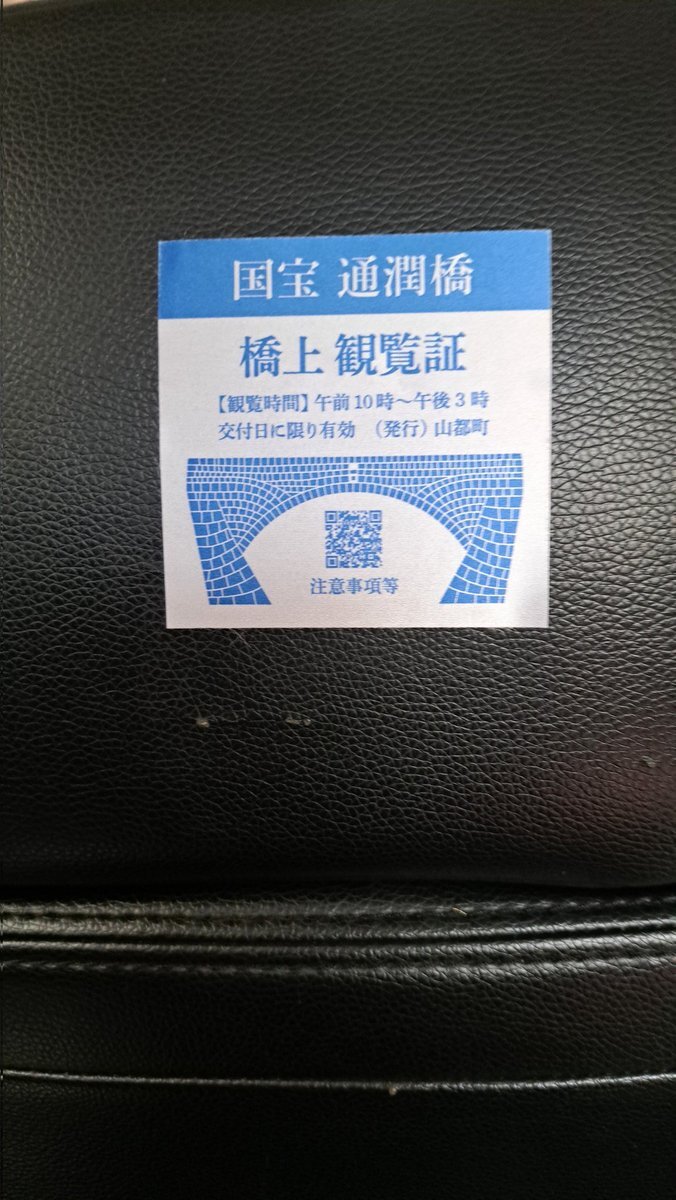 国宝 通潤橋
橋上 観覧証
【観覧時間】午前10時～午後3時
交付日に限り有効 (発行)山都町
注意事項等